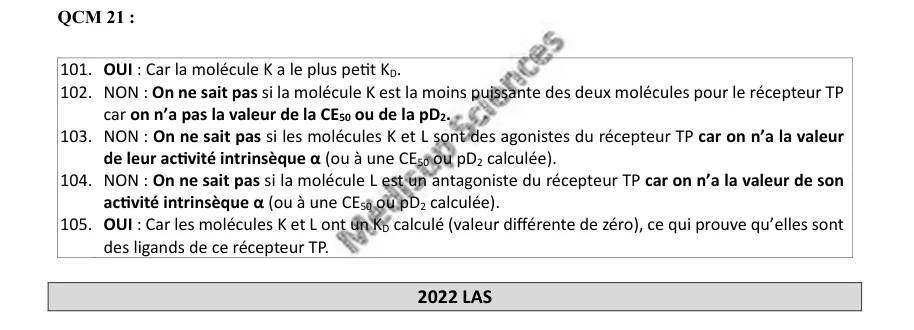 QCM 21 :
101. OUI : Car la molécule K a le plus petit KD.
102. NON : On ne sait pas si la molécule K est la moins puissante des deux molécules pour le récepteur TP
car on n'a pas la valeur de la CE50 ou de la pD2.
103. NON : On ne sait pas si les molécules K et L sont des agonistes du récepteur TP car on n'a la valeur
de leur activité intrinsèque α (ou à une CE50 ou pD2 calculée).
104. NON : On ne sait pas si la molécule L est un antagoniste du récepteur TP car on n'a la valeur de son
activité intrinsèque α (ou à une CE50 ou pD2 calculée).
105. OUI : Car les molécules K et L ont un KD calculé (valeur différente de zéro), ce qui prouve qu'elles sont
des ligands de ce récepteur TP.
Médisup Sciences
2022 LAS